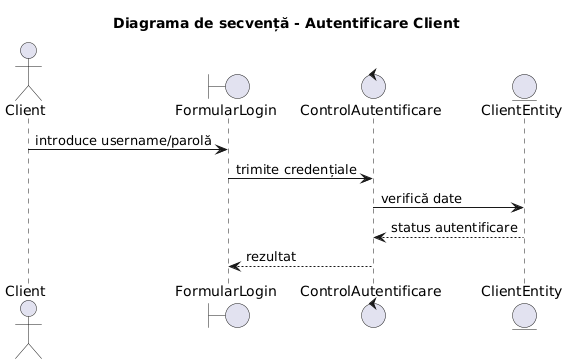 Diagrama de secvență - Autentificare Client
Client
FormularLogin
ControlAutentificare
ClientEntity
introduce username/parolă
trimite credențiale
verifică date
status autentificare
rezultat
Client
FormularLogin
ControlAutentificare
ClientEntity